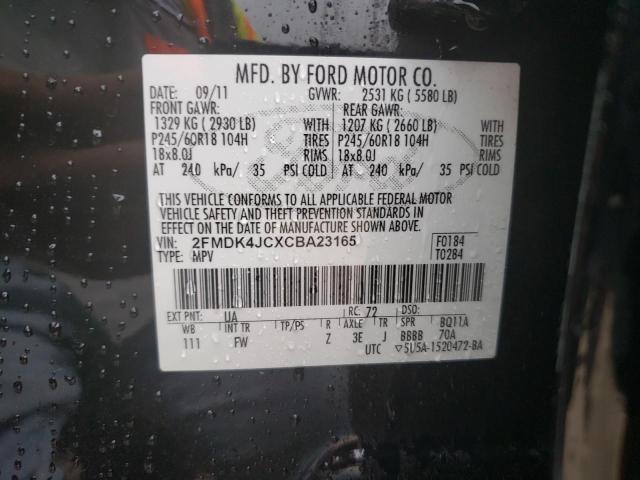 MFD. BY FORD MOTOR CO.
DATE: 09/11 GVWR: 2531 KG ( 5580 LB)
FRONT GAWR: REAR GAWR:
1329 KG ( 2930 LB) WITH 1207 KG ( 2660 LB) WITH
P245/60R18 104H TIRES P245/60R18 104H TIRES
18x8.0J RIMS 18x8.0J RIMS
AT 240 kPa/ 35 PSI COLD AT 240 kPa/ 35 PSI COLD
THIS VEHICLE CONFORMS TO ALL APPLICABLE FEDERAL MOTOR
VEHICLE SAFETY AND THEFT PREVENTION STANDARDS IN
EFFECT ON THE DATE OF MANUFACTURE SHOWN ABOVE.
VIN: 2FMDK4JCXCBA23165 F0184
TYPE: MPV T0284
EXT PNT: UA RC: 72 DSO:
WB INT TR TP/PS R AXLE TR SPR BQ11A
111 FW Z 3E J BBBB 70A
UTC ▽5U5A-1520472-BA